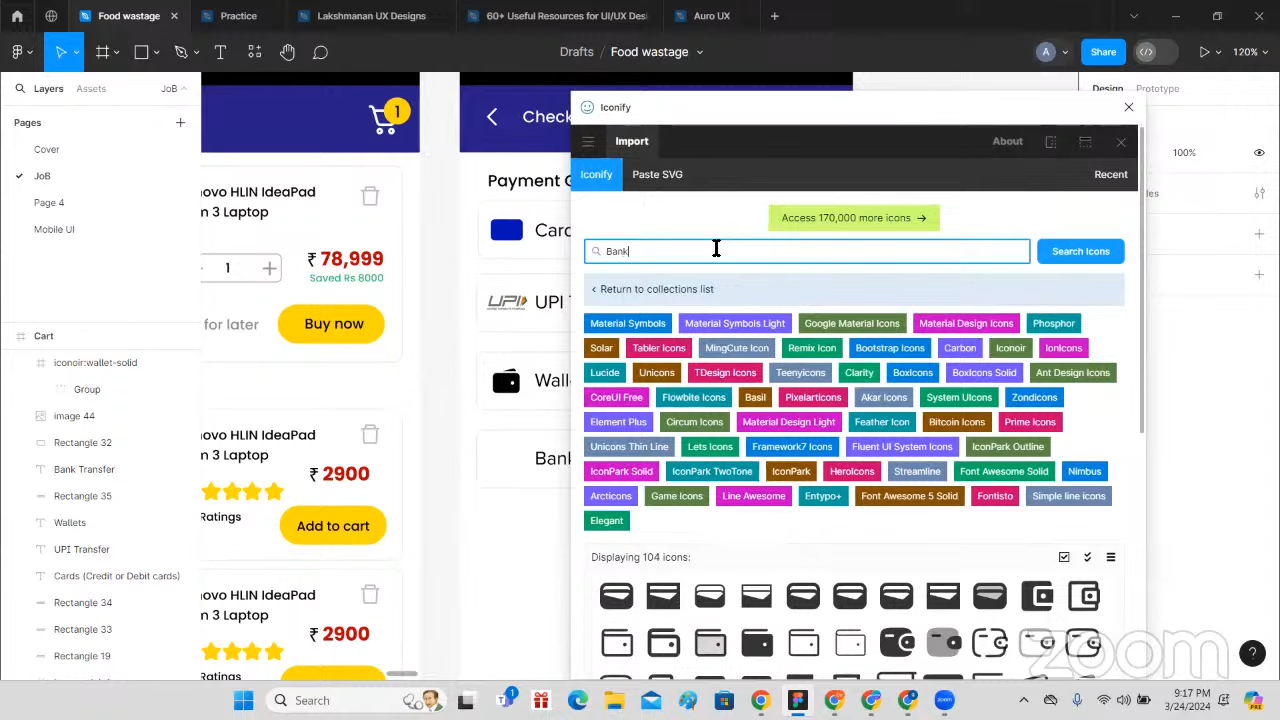 Food wastage
Practice
Lakshmanan UX Designs
60+ Useful Resources for UI/UX Desi
Auro UX
Drafts / Food wastage
A
Share
120%
Layers
Assets
JoB
Pages
Cover
JoB
Page 4
Mobile UI
Cart
iconoir:wallet-solid
Group
image 44
Rectangle 32
Bank Transfer
Rectangle 35
Wallets
UPI Transfer
Cards (Credit or Debit cards)
Rectangle 34
Rectangle 33
Rectangle 19
1
novo HLIN IdeaPad
m 3 Laptop
₹ 78,999
Saved Rs 8000
1
for later
Buy now
novo HLIN IdeaPad
m 3 Laptop
₹ 2900
Ratings
Add to cart
novo HLIN IdeaPad
m 3 Laptop
₹ 2900
Check
Payment
Card
UPI
UPI T
Wall
Bank
Design
Prototype
100%
Iconify
Import
About
Iconify
Paste SVG
Recent
Access 170,000 more icons →
Bank
Search Icons
< Return to collections list
Material Symbols
Material Symbols Light
Google Material Icons
Material Design Icons
Phosphor
Solar
Tabler Icons
MingCute Icon
Remix Icon
Bootstrap Icons
Carbon
Iconoir
IonIcons
Lucide
Unicons
TDesign Icons
Teenyicons
Clarity
BoxIcons
BoxIcons Solid
Ant Design Icons
CoreUI Free
Flowbite Icons
Basil
Pixelarticons
Akar Icons
System UIcons
Zondicons
Element Plus
Circum Icons
Material Design Light
Feather Icon
Bitcoin Icons
Prime Icons
Unicons Thin Line
Lets Icons
Framework7 Icons
Fluent UI System Icons
IconPark Outline
IconPark Solid
IconPark TwoTone
IconPark
HeroIcons
Streamline
Font Awesome Solid
Nimbus
Arcticons
Game Icons
Line Awesome
Entypo+
Font Awesome 5 Solid
Fontisto
Simple line icons
Elegant
Displaying 104 icons:
zoom
?
Search
1
zoom
9:17 PM
3/24/2024